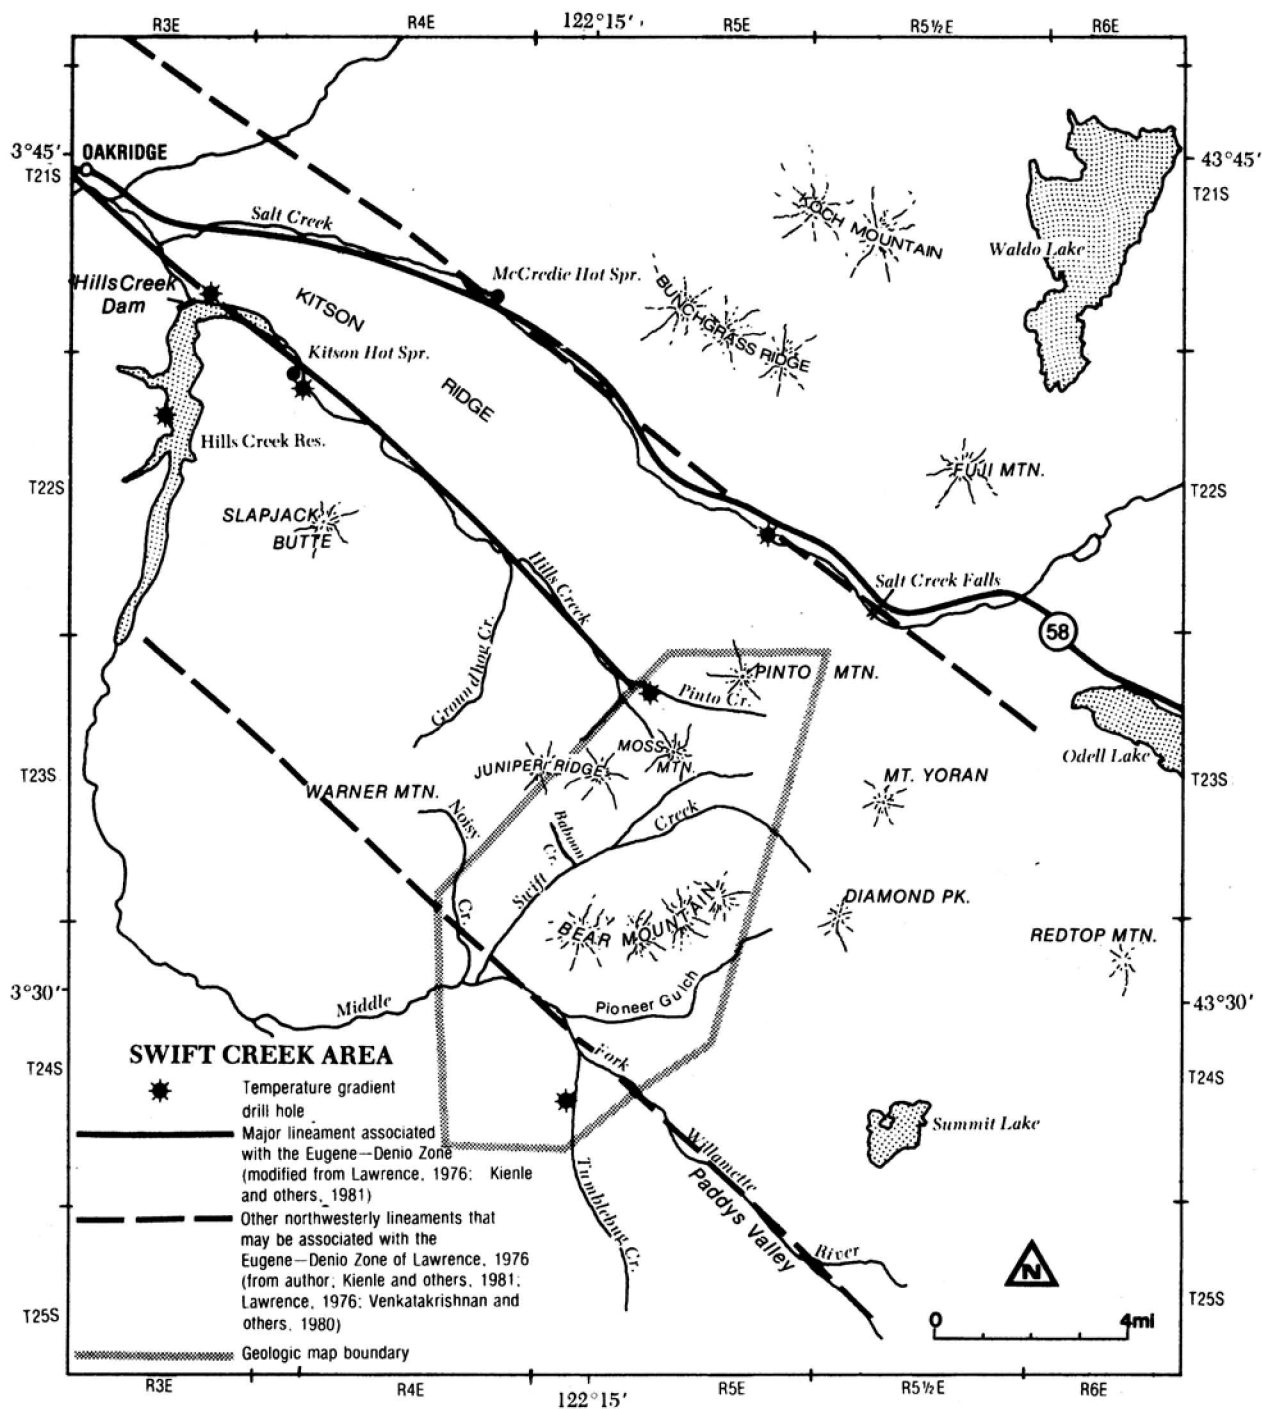 R3E
R4E
122°15′
R5E
R5½E
R6E
3°45′
T21S
OAKRIDGE
43°45′
T21S
Salt Creek
KOCH MOUNTAIN
Waldo Lake
McCredie Hot Spr.
Hills Creek
Dam
KITSON
RIDGE
BUNCHGRASS RIDGE
Kitson Hot Spr.
Hills Creek Res.
FUJI MTN.
T22S
T22S
SLAPJACK
BUTTE
Hills Creek
Salt Creek Falls
58
Groundhog Cr.
PINTO MTN.
Pinto Cr.
Odell Lake
MOSS
MTN.
JUNIPER RIDGE
T23S
T23S
MT. YORAN
WARNER MTN.
Noisy
Cr.
Baboon
Cr.
Swift
Creek
DIAMOND PK.
BEAR MOUNTAIN
REDTOP MTN.
3°30′
43°30′
Middle
Pioneer Gulch
Fork
T24S
T24S
SWIFT CREEK AREA
Temperature gradient
drill hole
Major lineament associated
with the Eugene—Denio Zone
(modified from Lawrence, 1976: Kienle
and others, 1981)
Other northwesterly lineaments that
may be associated with the
Eugene—Denio Zone of Lawrence, 1976
(from author; Kienle and others, 1981;
Lawrence, 1976: Venkatakrishnan and
others, 1980)
Geologic map boundary
Summit Lake
Willamette
Paddys Valley
River
Tumblebug Cr.
N
0
4mi
T25S
T25S
R3E
R4E
122°15′
R5E
R5½E
R6E